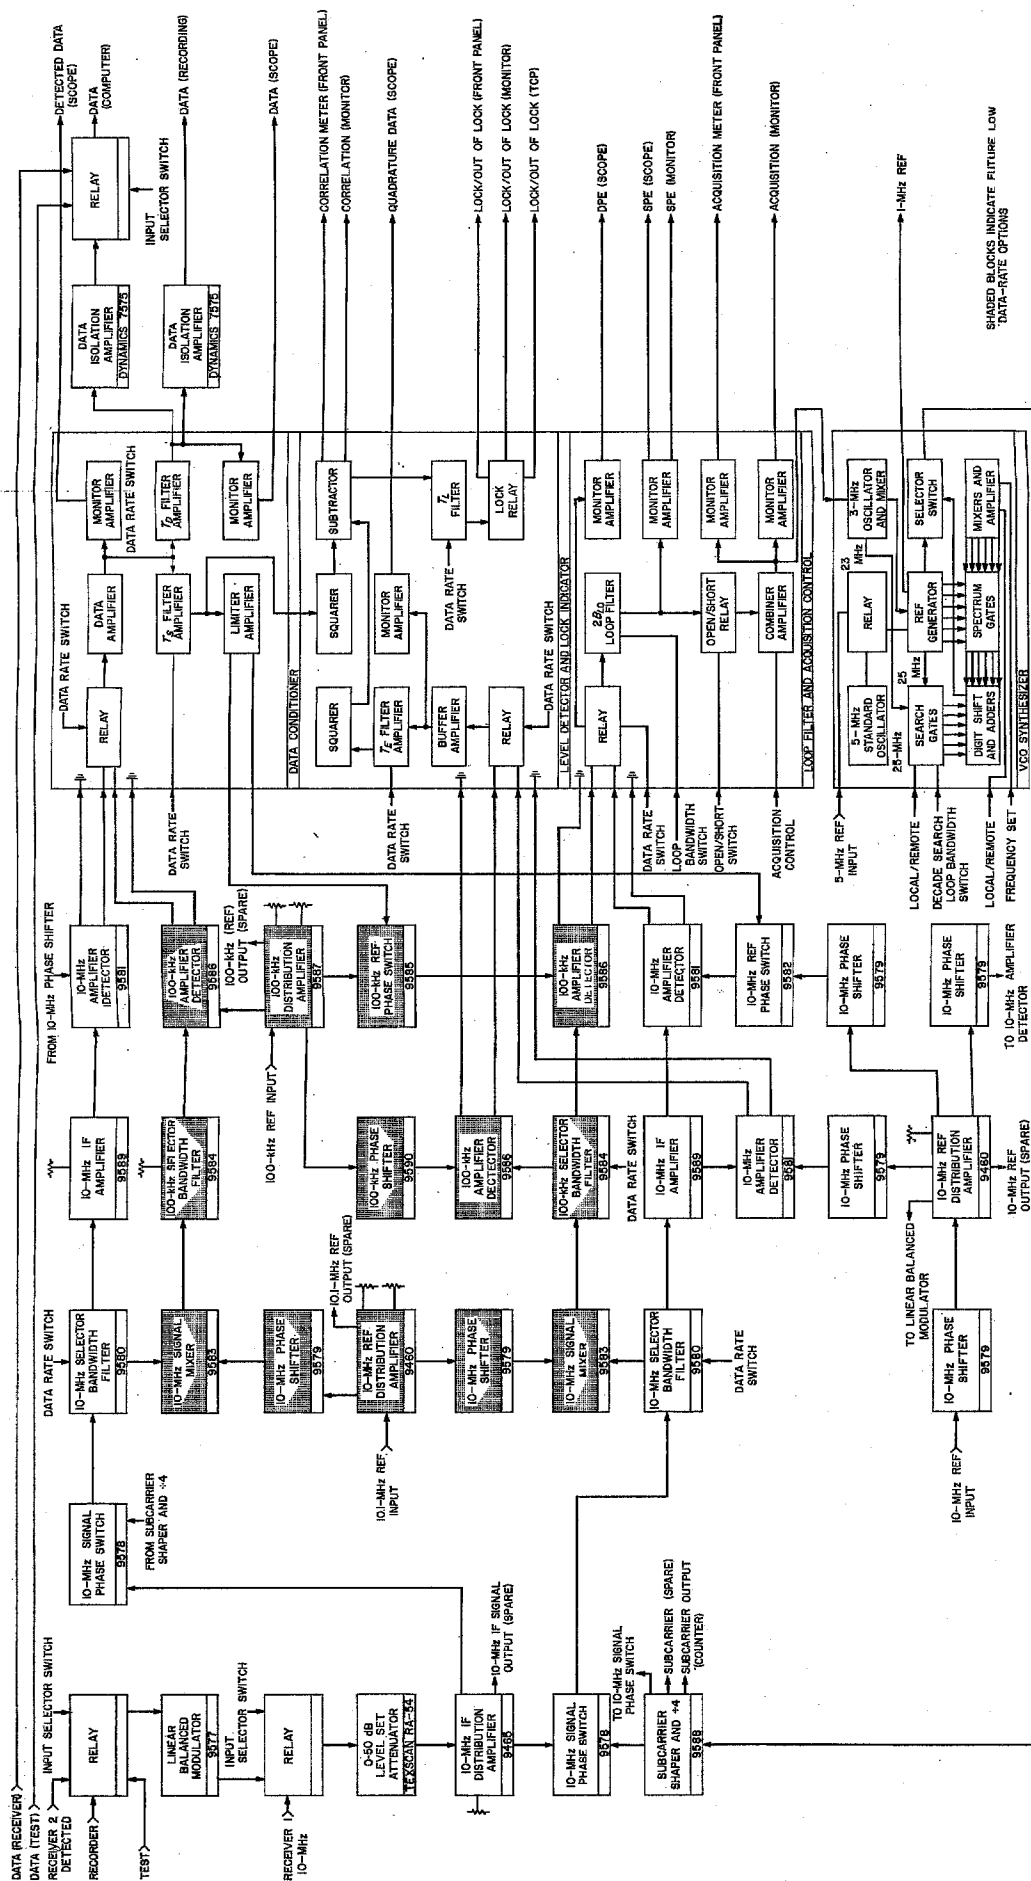 DATA (RECEIVER)
DATA (TEST)
RECEIVER 2
DETECTED
INPUT SELECTOR SWITCH
RECORDER
TEST
RELAY
LINEAR
BALANCED
MODULATOR
9577
INPUT
SELECTOR SWITCH
RECEIVER 1
10-MHz
RELAY
0-50 dB
LEVEL SET
ATTENUATOR
TEXSCAN RA-54
10-MHz IF
DISTRIBUTION
AMPLIFIER
9465
10-MHz IF SIGNAL
OUTPUT (SPARE)
10-MHz SIGNAL
PHASE SWITCH
9578
TO 10-MHz SIGNAL
PHASE SWITCH
SUBCARRIER
SHAPER AND ÷4
9588
SUBCARRIER (SPARE)
SUBCARRIER OUTPUT
(COUNTER)
10-MHz SIGNAL
PHASE SWITCH
9578
FROM SUBCARRIER
SHAPER AND ÷4
DATA RATE SWITCH
10-MHz SELECTOR
BANDWIDTH
FILTER
9580
10-MHz SIGNAL
MIXER
9583
10-MHz PHASE
SHIFTER
9579
10.1-MHz REF
OUTPUT (SPARE)
10-MHz REF
DISTRIBUTION
AMPLIFIER
9460
10.1-MHz REF
INPUT
10-MHz PHASE
SHIFTER
9579
10-MHz SIGNAL
MIXER
9583
10-MHz SELECTOR
BANDWIDTH
FILTER
9580
DATA RATE
SWITCH
TO LINEAR BALANCED
MODULATOR
10-MHz PHASE
SHIFTER
9579
10-MHz REF
INPUT
10-MHz IF
AMPLIFIER
9589
100-kHz SELECTOR
BANDWIDTH
FILTER
9584
100-kHz REF INPUT
100-kHz PHASE
SHIFTER
9590
100-kHz
AMPLIFIER
DECTECTOR
9586
100-kHz SELECTOR
BANDWIDTH
FILTER
9584
DATA RATE SWITCH
10-MHz IF
AMPLIFIER
9589
10-MHz
AMPLIFIER
DETECTOR
9581
10-MHz PHASE
SHIFTER
9579
10-MHz REF
DISTRIBUTION
AMPLIFIER
9460
10-MHz REF
OUTPUT (SPARE)
FROM 10-MHz PHASE SHIFTER
10-MHz
AMPLIFIER
DETECTOR
9581
100-kHz
AMPLIFIER
DETECTOR
9586
100-kHz (REF)
OUTPUT (SPARE)
100-kHz
DISTRIBUTION
AMPLIFIER
9587
100-kHz REF
PHASE SWITCH
9585
100-kHz
AMPLIFIER
DETECTOR
9586
10-MHz
AMPLIFIER
DETECTOR
9581
10-MHz REF
PHASE SWITCH
9582
10-MHz PHASE
SHIFTER
9579
10-MHz PHASE
SHIFTER
9579
TO 10-MHz AMPLIFIER
DETECTOR
DATA RATE SWITCH
RELAY
DATA
AMPLIFIER
MONITOR
AMPLIFIER
DATA RATE SWITCH
TS FILTER
AMPLIFIER
TD FILTER
AMPLIFIER
LIMITER
AMPLIFIER
MONITOR
AMPLIFIER
DATA RATE
SWITCH
DATA CONDITIONER
SQUARER
SQUARER
SUBTRACTOR
TE FILTER
AMPLIFIER
MONITOR
AMPLIFIER
BUFFER
AMPLIFIER
DATA RATE
SWITCH
TL
FILTER
RELAY
LOCK
RELAY
DATA RATE
SWITCH
DATA RATE SWITCH
LEVEL DETECTOR AND LOCK INDICATOR
RELAY
2BLO
LOOP FILTER
MONITOR
AMPLIFIER
MONITOR
AMPLIFIER
OPEN/SHORT
RELAY
MONITOR
AMPLIFIER
COMBINER
AMPLIFIER
MONITOR
AMPLIFIER
DATA RATE
SWITCH
LOOP
BANDWIDTH
SWITCH
OPEN/SHORT
SWITCH
ACQUISITION
CONTROL
LOOP FILTER AND ACQUISITION CONTROL
5-MHz REF
INPUT
5-MHz
STANDARD
OSCILLATOR
RELAY
23
MHz
3-MHz
OSCILLATOR
AND MIXER
25-MHz
SEARCH
GATES
25
MHz
REF
GENERATOR
SELECTOR
SWITCH
DIGIT SHIFT
AND ADDERS
SPECTRUM
GATES
MIXERS AND
AMPLIFIER
LOCAL/REMOTE
DECADE SEARCH
LOOP BANDWIDTH
SWITCH
LOCAL/REMOTE
FREQUENCY SET
VCO SYNTHESIZER
DATA
ISOLATION
AMPLIFIER
DYNAMICS 7575
DATA
ISOLATION
AMPLIFIER
DYNAMICS 7575
RELAY
INPUT
SELECTOR SWITCH
DETECTED DATA
(SCOPE)
DATA
(COMPUTER)
DATA (RECORDING)
DATA (SCOPE)
CORRELATION METER (FRONT PANEL)
CORRELATION (MONITOR)
QUADRATURE DATA (SCOPE)
LOCK/OUT OF LOCK (FRONT PANEL)
LOCK/OUT OF LOCK (MONITOR)
LOCK/OUT OF LOCK (TCP)
DPE (SCOPE)
SPE (SCOPE)
SPE (MONITOR)
ACQUISITION METER (FRONT PANEL)
ACQUISITION (MONITOR)
1-MHz REF
SHADED BLOCKS INDICATE FUTURE LOW
DATA-RATE OPTIONS